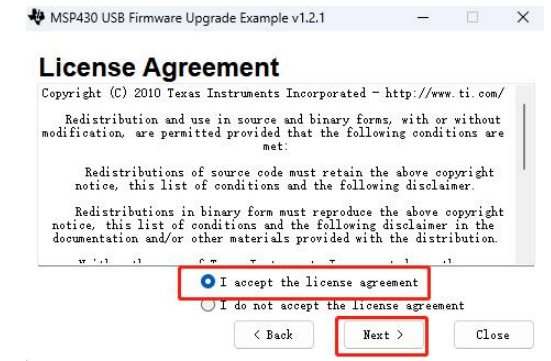 MSP430 USB Firmware Upgrade Example v1.2.1
License Agreement
Copyright (C) 2010 Texas Instruments Incorporated - http://www.ti.com/
Redistribution and use in source and binary forms, with or without
modification, are permitted provided that the following conditions are
met:
Redistributions of source code must retain the above copyright
notice, this list of conditions and the following disclaimer.
Redistributions in binary form must reproduce the above copyright
notice, this list of conditions and the following disclaimer in the
documentation and/or other materials provided with the distribution.
I accept the license agreement
I do not accept the license agreement
< Back Next > Close